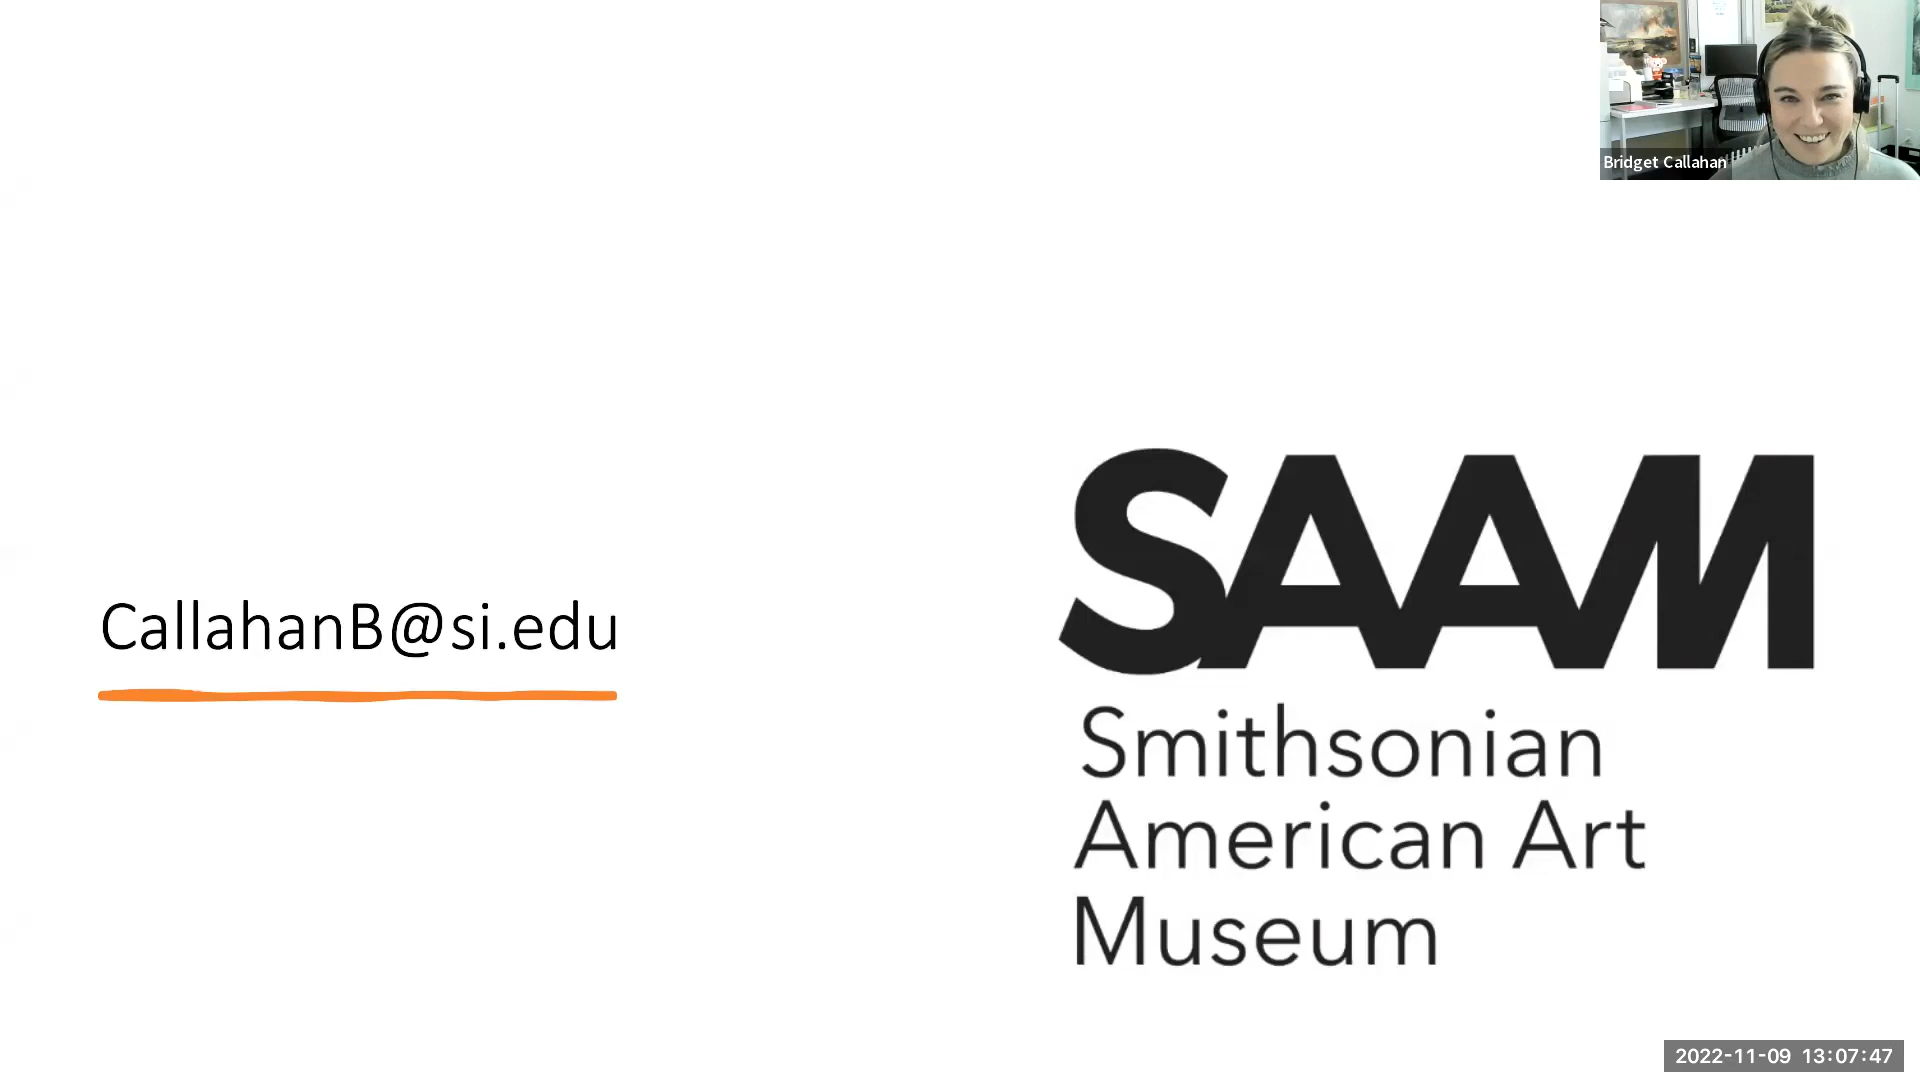 Bridget Callahan
CallahanB@si.edu
SAAM
Smithsonian
American Art
Museum
2022-11-09 13:07:47